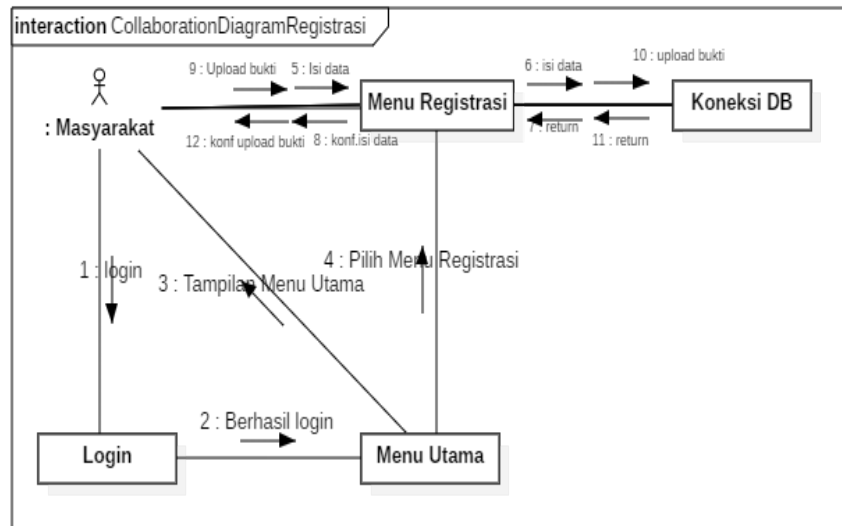 interaction CollaborationDiagramRegistrasi
9 : Upload bukti
5 : Isi data
6 : isi data
10 : upload bukti
Menu Registrasi
Koneksi DB
: Masyarakat
12 : konf upload bukti
8 : konf.isi data
7 : return
11 : return
1 : login
3 : Tampilan Menu Utama
4 : Pilih Menu Registrasi
2 : Berhasil login
Login
Menu Utama